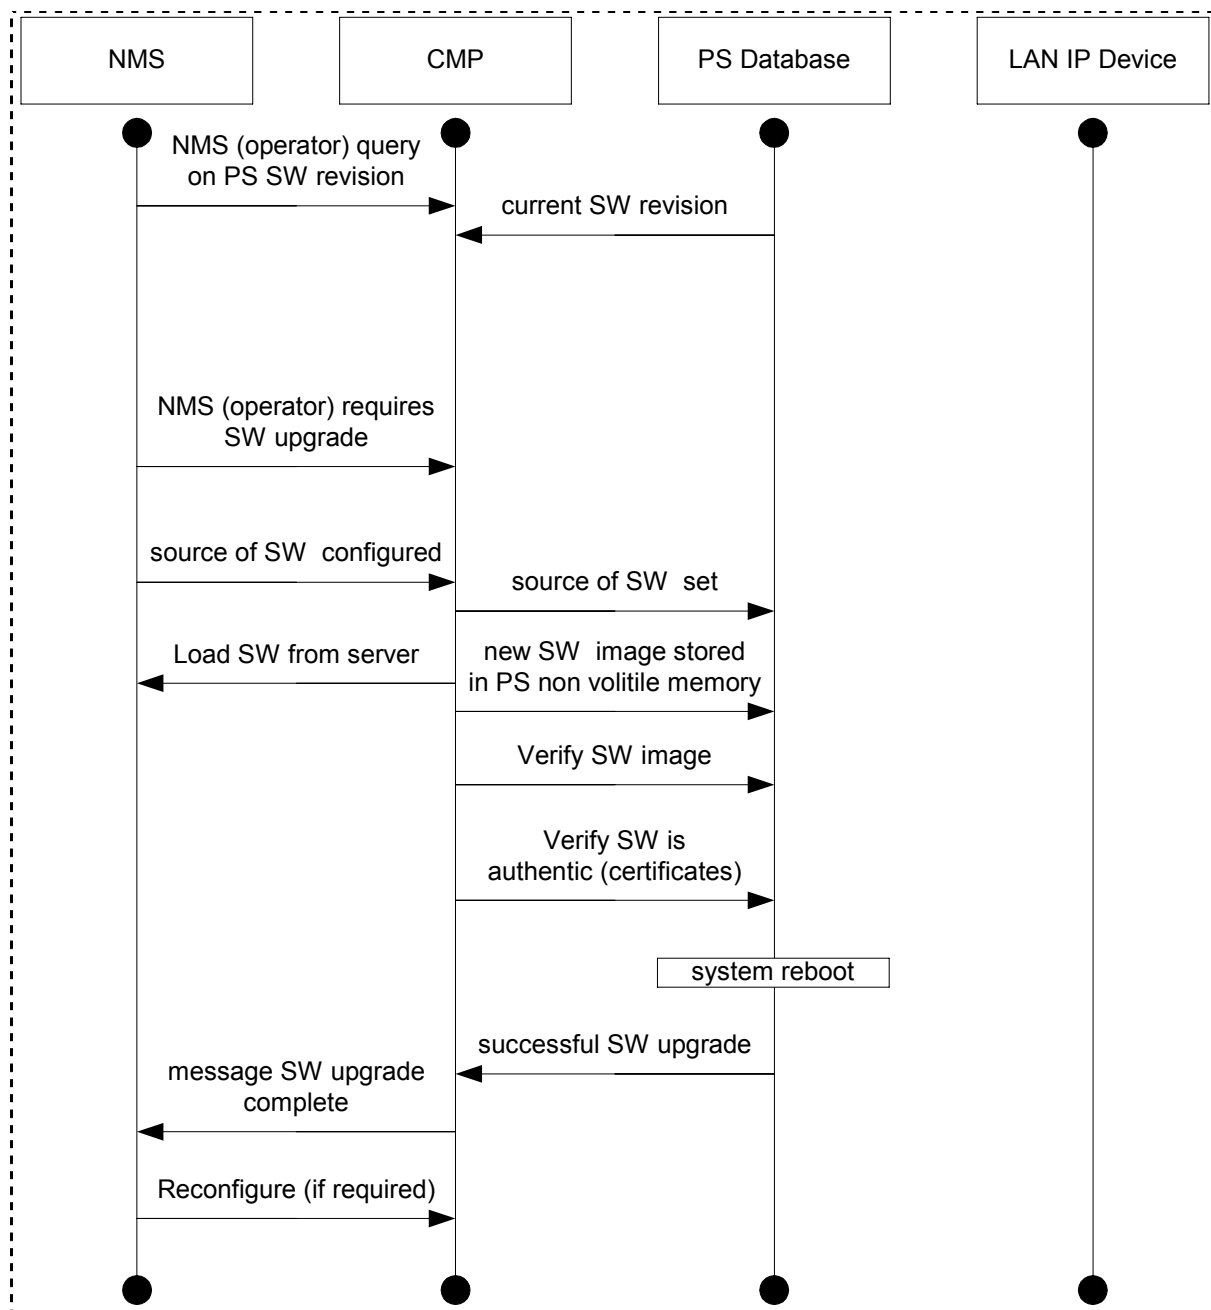 NMS
CMP
PS Database
LAN IP Device
NMS (operator) query
on PS SW revision
current SW revision
NMS (operator) requires
SW upgrade
source of SW configured
source of SW set
Load SW from server
new SW image stored
in PS non volitile memory
Verify SW image
Verify SW is
authentic (certificates)
system reboot
successful SW upgrade
message SW upgrade
complete
Reconfigure (if required)